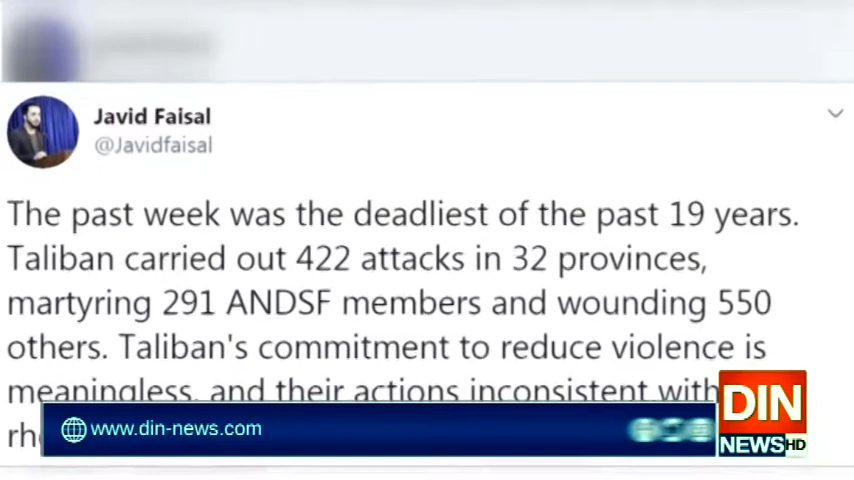 Javid Faisal
@Javidfaisal
The past week was the deadliest of the past 19 years.
Taliban carried out 422 attacks in 32 provinces,
martyring 291 ANDSF members and wounding 550
others. Taliban's commitment to reduce violence is
meaningless, and their actions inconsistent with
www.din-news.com
DIN
NEWS HD